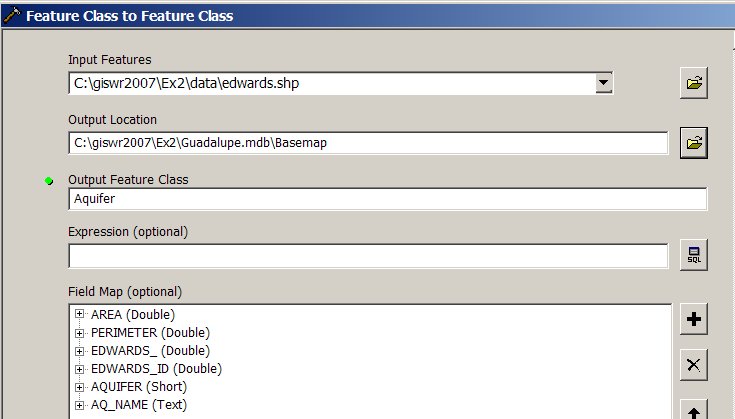 Feature Class to Feature Class
Input Features
C:\giswr2007\Ex2\data\edwards.shp
Output Location
C:\giswr2007\Ex2\Guadalupe.mdb\Basemap
Output Feature Class
Aquifer
Expression (optional)
SQL
Field Map (optional)
AREA (Double)
PERIMETER (Double)
EDWARDS_ (Double)
EDWARDS_ID (Double)
AQUIFER (Short)
AQ_NAME (Text)